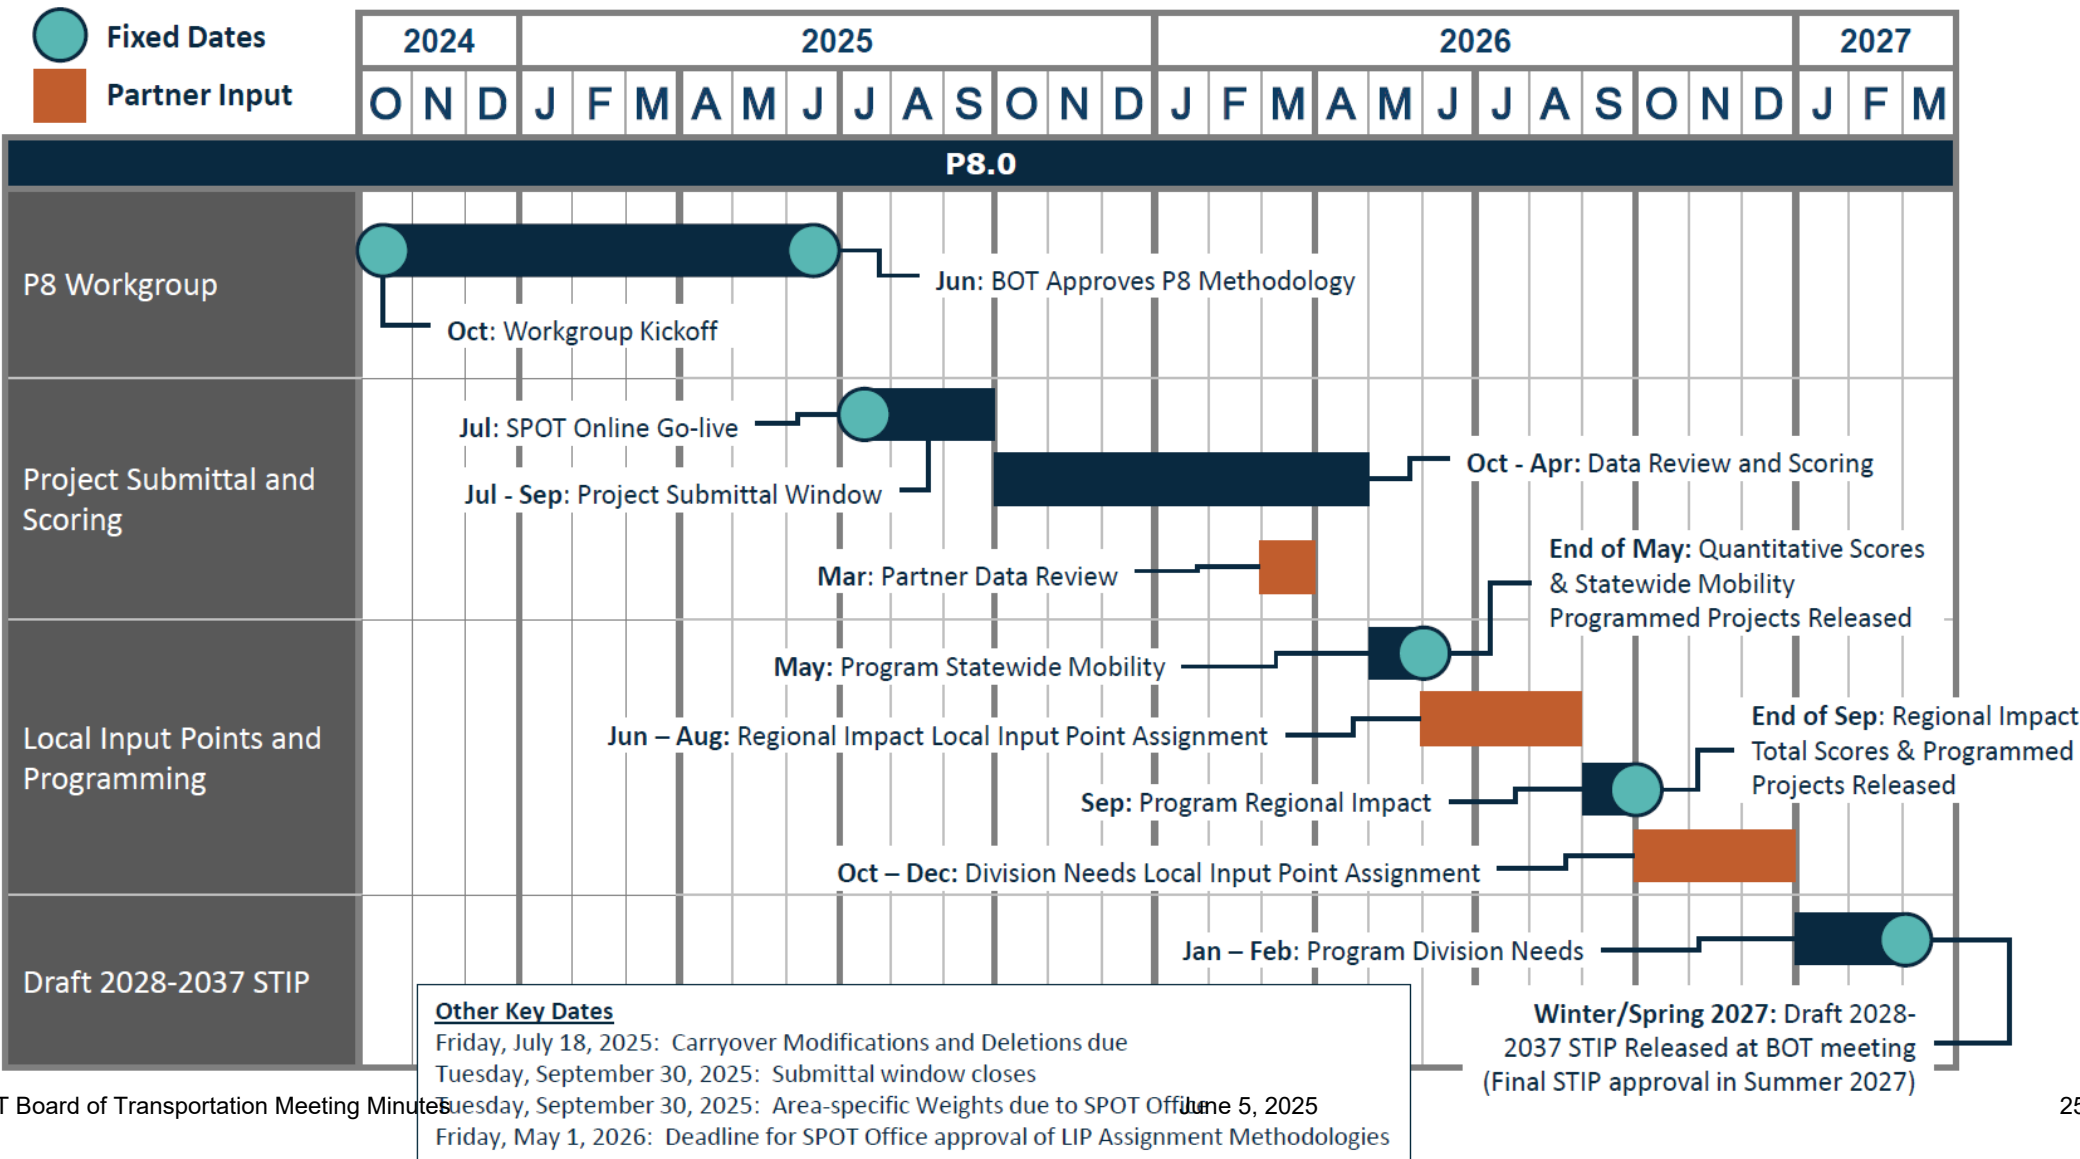 Fixed Dates
Partner Input
2024 2025 2026 2027
O N D J F M A M J J A S O N D J F M A M J J A S O N D J F M
P8.0
P8 Workgroup
Jun: BOT Approves P8 Methodology
Oct: Workgroup Kickoff
Project Submittal and
Scoring
Jul: SPOT Online Go-live
Jul - Sep: Project Submittal Window
Oct - Apr: Data Review and Scoring
Mar: Partner Data Review
End of May: Quantitative Scores
& Statewide Mobility
Programmed Projects Released
Local Input Points and
Programming
May: Program Statewide Mobility
Jun – Aug: Regional Impact Local Input Point Assignment
End of Sep: Regional Impact
Total Scores & Programmed
Projects Released
Sep: Program Regional Impact
Oct – Dec: Division Needs Local Input Point Assignment
Draft 2028-2037 STIP
Jan – Feb: Program Division Needs
Winter/Spring 2027: Draft 2028-
2037 STIP Released at BOT meeting
(Final STIP approval in Summer 2027)
Other Key Dates
Friday, July 18, 2025: Carryover Modifications and Deletions due
Tuesday, September 30, 2025: Submittal window closes
Tuesday, September 30, 2025: Area-specific Weights due to SPOT Office
Friday, May 1, 2026: Deadline for SPOT Office approval of LIP Assignment Methodologies
T Board of Transportation Meeting Minutes
June 5, 2025
25